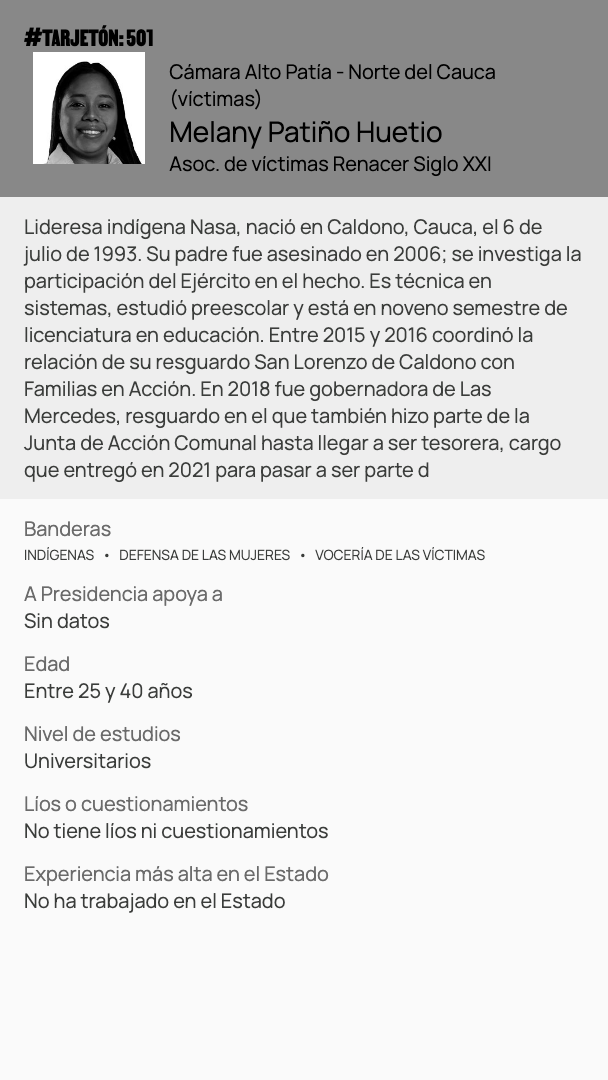 #TARJETÓN: 501
Cámara Alto Patía - Norte del Cauca
(víctimas)
Melany Patiño Huetio
Asoc. de víctimas Renacer Siglo XXI
Lideresa indígena Nasa, nació en Caldono, Cauca, el 6 de
julio de 1993. Su padre fue asesinado en 2006; se investiga la
participación del Ejército en el hecho. Es técnica en
sistemas, estudió preescolar y está en noveno semestre de
licenciatura en educación. Entre 2015 y 2016 coordinó la
relación de su resguardo San Lorenzo de Caldono con
Familias en Acción. En 2018 fue gobernadora de Las
Mercedes, resguardo en el que también hizo parte de la
Junta de Acción Comunal hasta llegar a ser tesorera, cargo
que entregó en 2021 para pasar a ser parte d
Banderas
INDÍGENAS • DEFENSA DE LAS MUJERES • VOCERÍA DE LAS VÍCTIMAS
A Presidencia apoya a
Sin datos
Edad
Entre 25 y 40 años
Nivel de estudios
Universitarios
Líos o cuestionamientos
No tiene líos ni cuestionamientos
Experiencia más alta en el Estado
No ha trabajado en el Estado